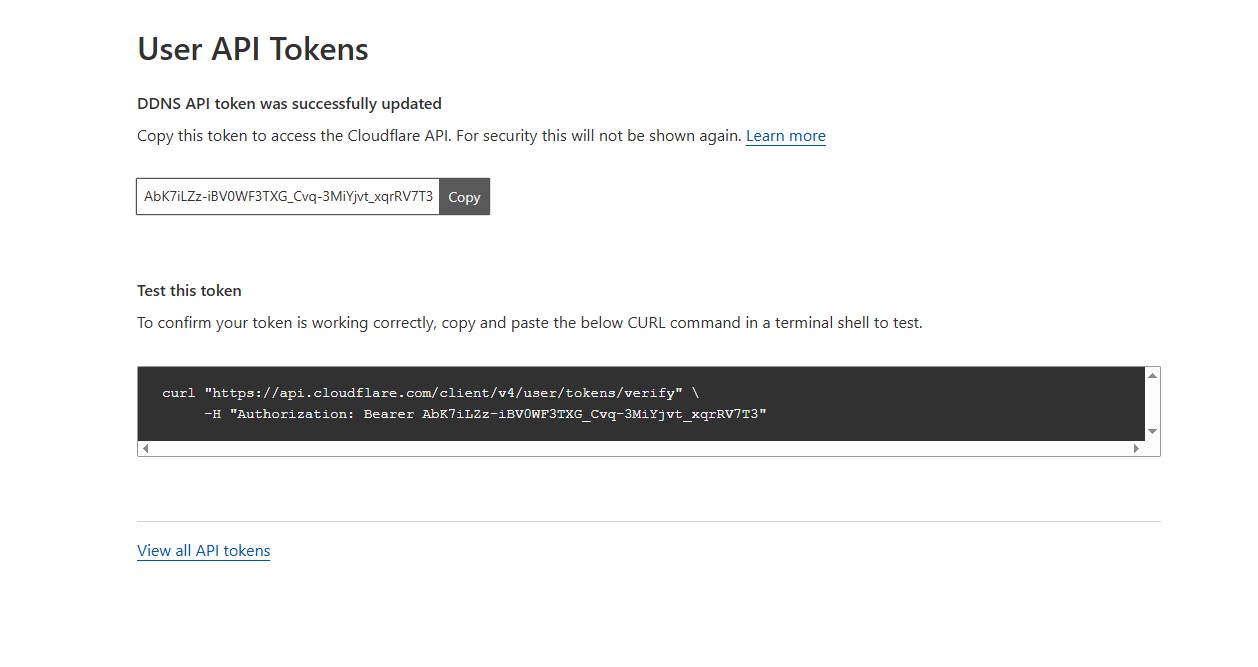 User API Tokens
DDNS API token was successfully updated
Copy this token to access the Cloudflare API. For security this will not be shown again. Learn more
AbK7iLZz-iBV0WF3TXG_Cvq-3MiYjvt_xqrRV7T3 Copy
Test this token
To confirm your token is working correctly, copy and paste the below CURL command in a terminal shell to test.
curl "https://api.cloudflare.com/client/v4/user/tokens/verify" \
-H "Authorization: Bearer AbK7iLZz-iBV0WF3TXG_Cvq-3MiYjvt_xqrRV7T3"
View all API tokens